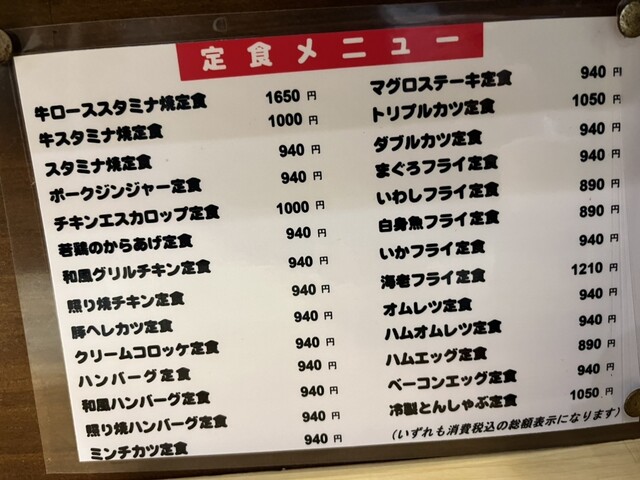 定食メニュー
牛ローススタミナ焼定食 1650 円
牛スタミナ焼定食 1000 円
スタミナ焼定食 940 円
ポークジンジャー定食 940 円
チキンエスカロップ定食 1000 円
若鶏のからあげ定食 940 円
和風グリルチキン定食 940 円
照り焼チキン定食 940 円
豚ヘレカツ定食 940 円
クリームコロッケ定食 940 円
ハンバーグ定食 940 円
和風ハンバーグ定食 940 円
照り焼ハンバーグ定食 940 円
ミンチカツ定食 940 円
マグロステーキ定食 940 円
トリプルカツ定食 1050 円
ダブルカツ定食 940 円
まぐろフライ定食 940 円
いわしフライ定食 890 円
白身魚フライ定食 890 円
いかフライ定食 940 円
海老フライ定食 1210 円
オムレツ定食 940 円
ハムオムレツ定食 940 円
ハムエッグ定食 890 円
ベーコンエッグ定食 940 円
冷製とんしゃぶ定食 1050 円
(いずれも消費税込の総額表示になります)